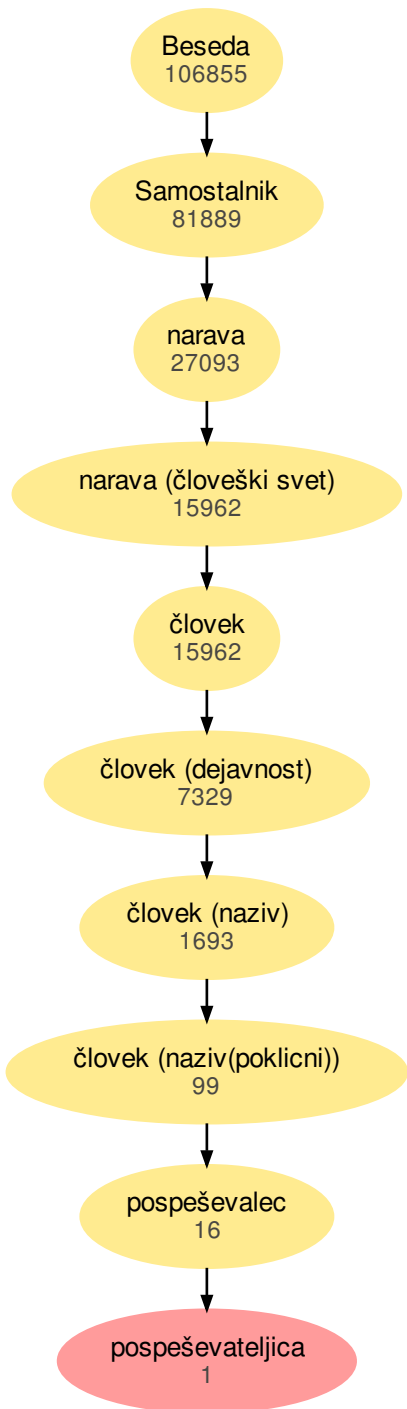 Beseda
106855
Samostalnik
81889
narava
27093
narava (človeški svet)
15962
človek
15962
človek (dejavnost)
7329
človek (naziv)
1693
človek (naziv(poklicni))
99
pospeševalec
16
pospeševateljica
1